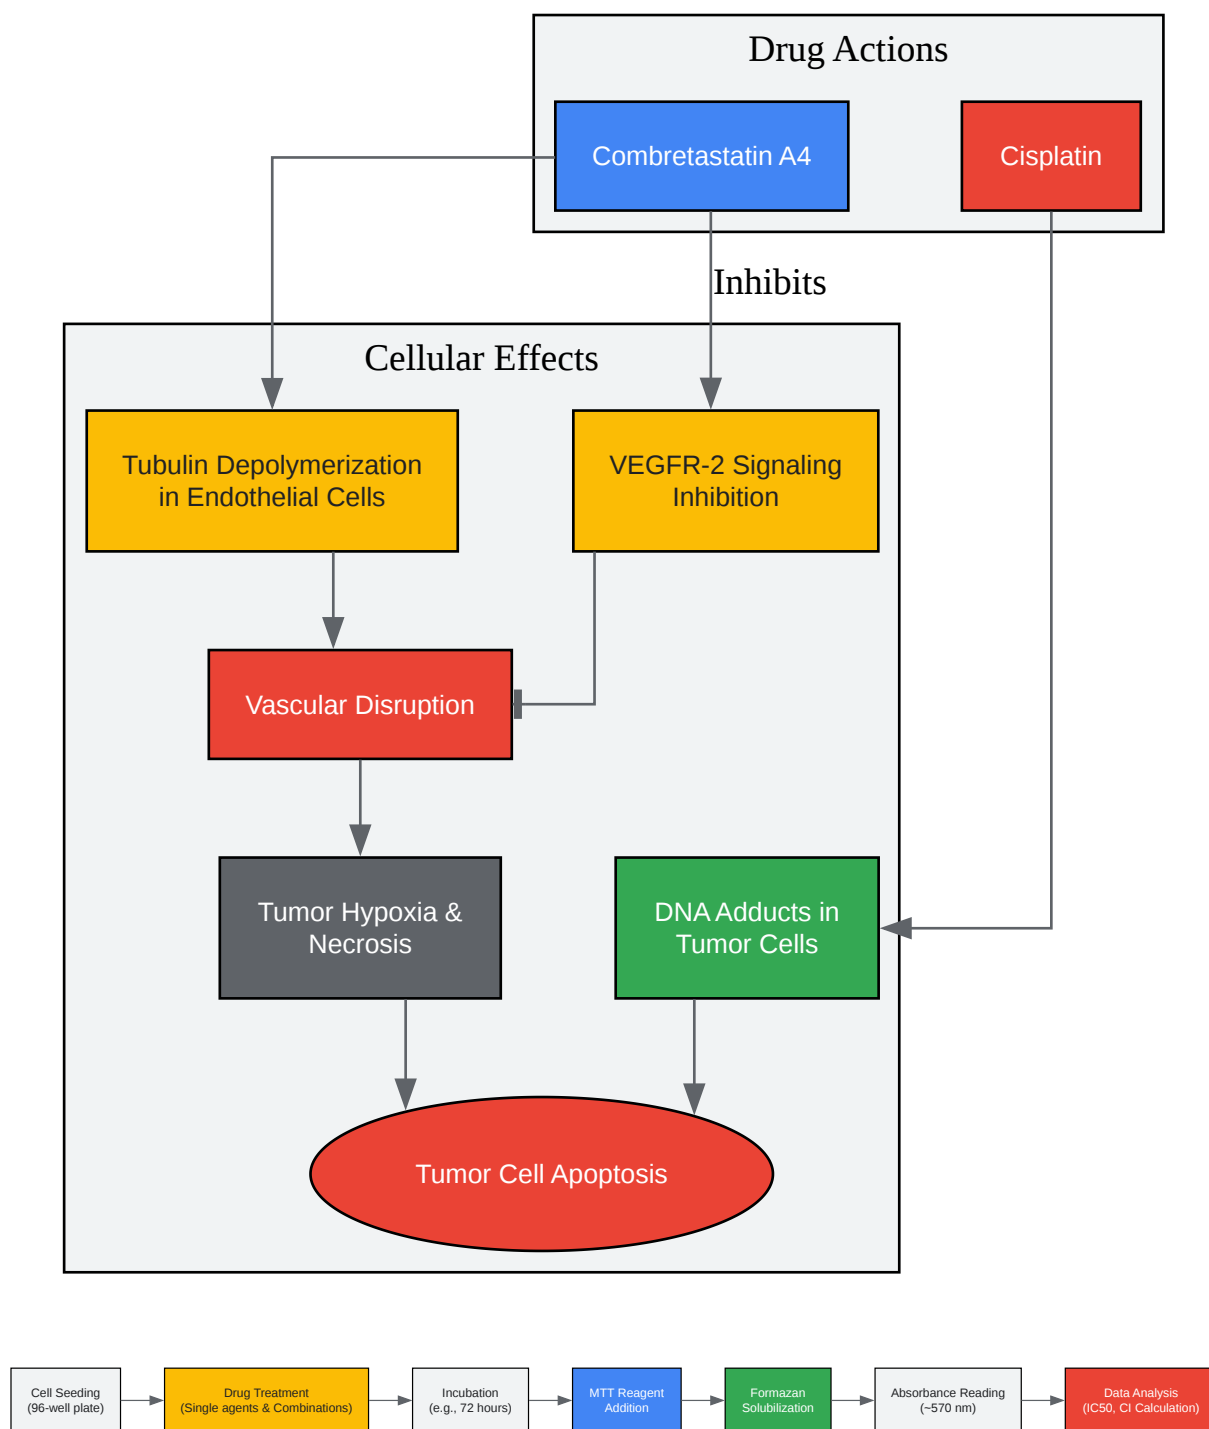 Drug Actions
Combretastatin A4
Cisplatin
Inhibits
Cellular Effects
Tubulin Depolymerization
in Endothelial Cells
VEGFR-2 Signaling
Inhibition
Vascular Disruption
Tumor Hypoxia &
Necrosis
DNA Adducts in
Tumor Cells
Tumor Cell Apoptosis
Cell Seeding
(96-well plate)
Drug Treatment
(Single agents & Combinations)
Incubation
(e.g., 72 hours)
MTT Reagent
Addition
Formazan
Solubilization
Absorbance Reading
(~570 nm)
Data Analysis
(IC50, CI Calculation)